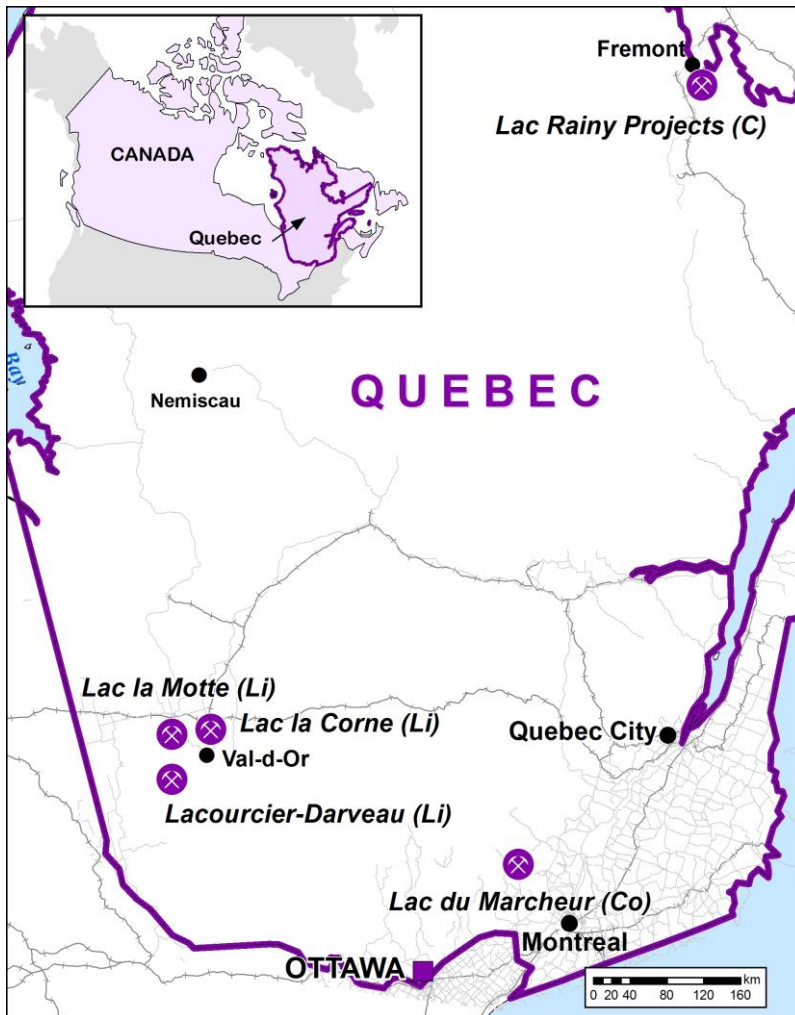 Fremont
Lac Rainy Projects (C)
CANADA
Quebec
Bay
QUEBEC
Nemiscau
Lac la Motte (Li)
Lac la Corne (Li)
Val-d-Or
Quebec City
Lacourcier-Darveau (Li)
Lac du Marcheur (Co)
Montreal
OTTAWA
km
0 20 40 80 120 160